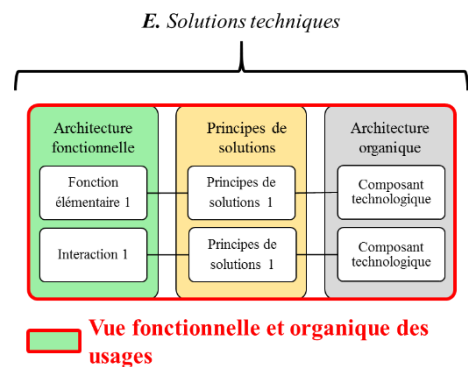 E. Solutions techniques
Architecture
fonctionnelle
Principes de
solutions
Architecture
organique
Fonction
élémentaire 1
Principes de
solutions 1
Composant
technologique
Interaction 1
Principes de
solutions 1
Composant
technologique
Vue fonctionnelle et organique des
usages